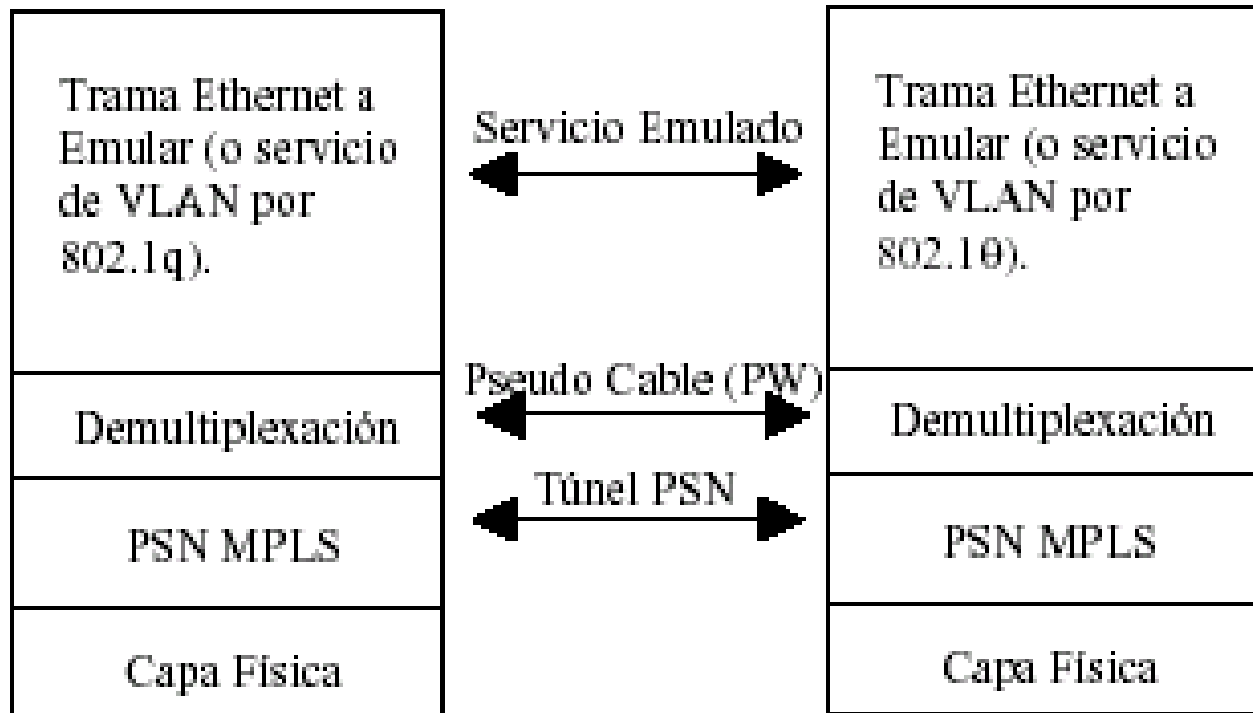 Trama Ethernet a
Emular (o servicio
de VLAN por
802.1q).
Demultiplexación
PSN MPLS
Capa Física
Servicio Emulado
Pseudo Cable (PW)
Túnel PSN
Trama Ethernet a
Emular (o servicio
de VLAN por
802.1θ).
Demultiplexación
PSN MPLS
Capa Física